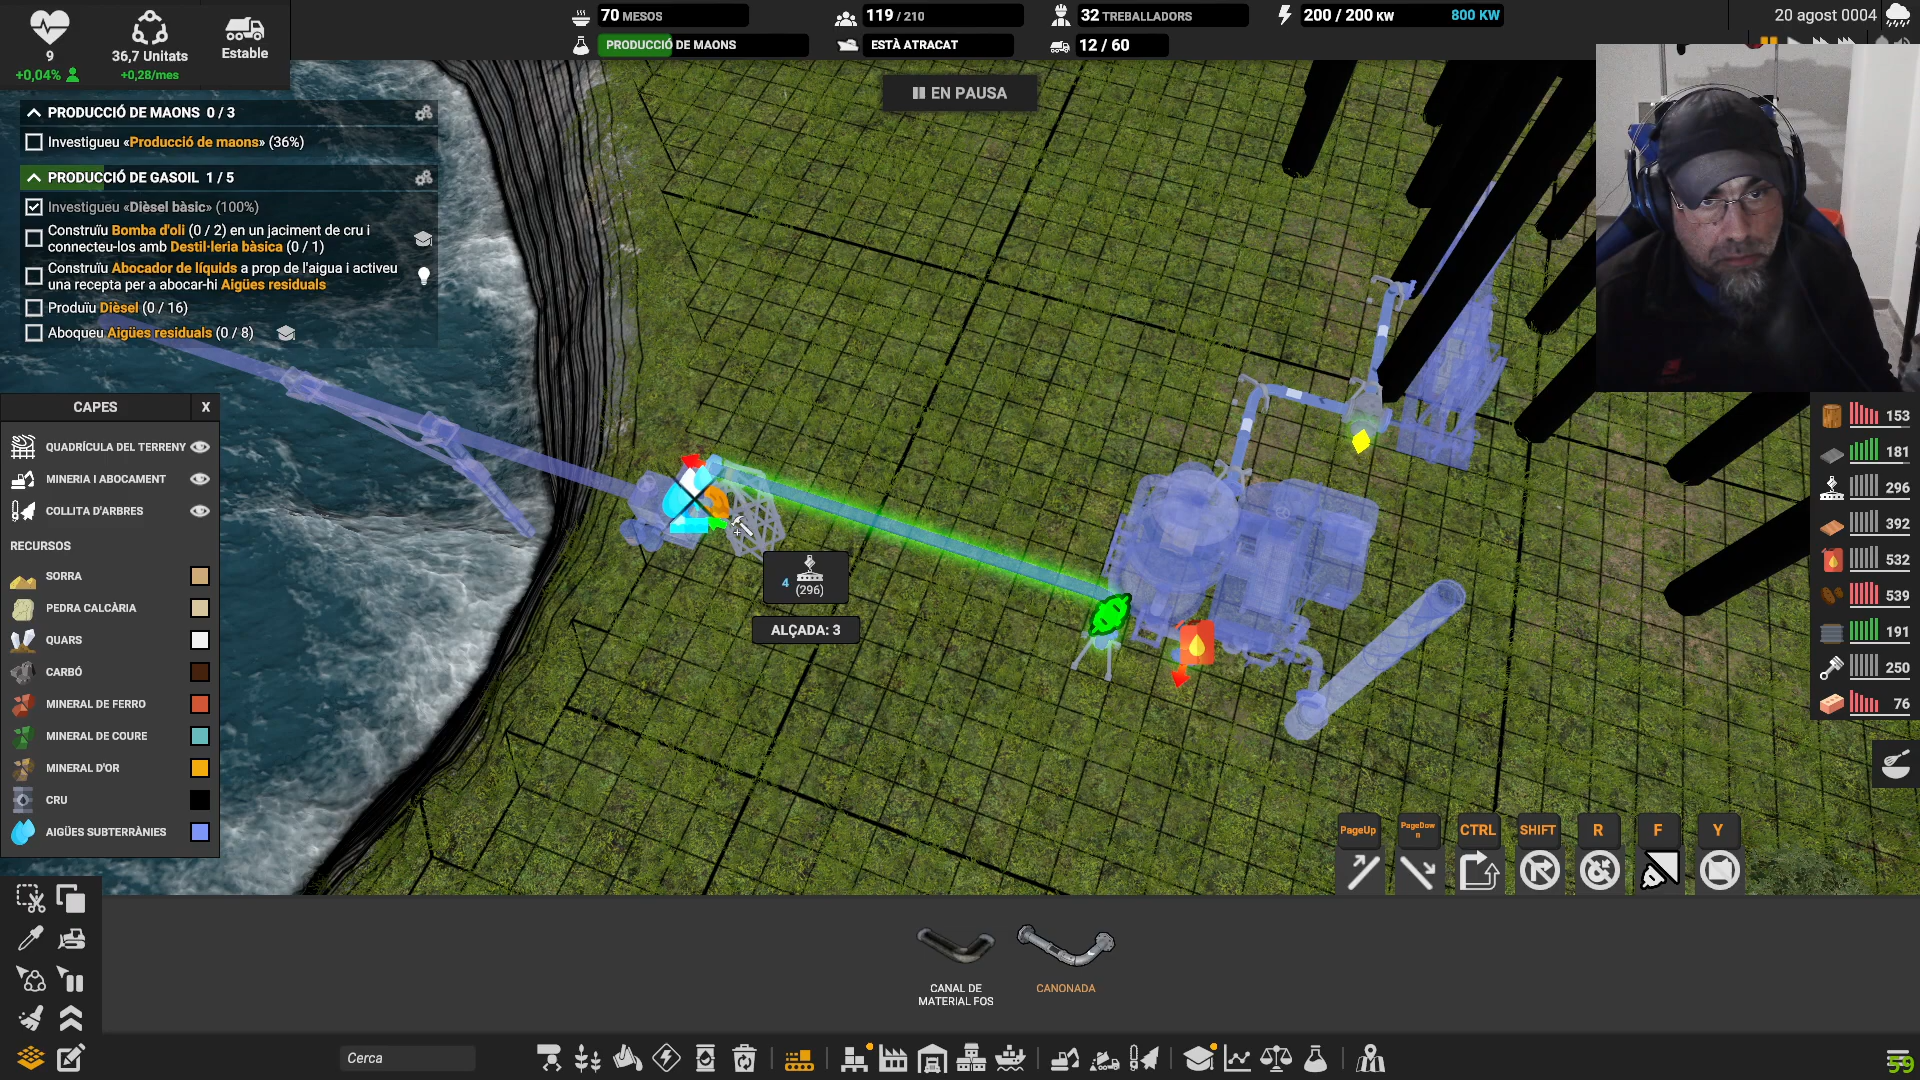 9
+0,04%
36,7 Unitats
+0,28/mes
Estable
70 MESOS
PRODUCCIÓ DE MAONS
119 / 210
ESTÀ ATRACAT
32 TREBALLADORS
12 / 60
200 / 200 KW
800 KW
20 agost 0004
EN PAUSA
PRODUCCIÓ DE MAONS 0 / 3
Investigueu «Producció de maons» (36%)
PRODUCCIÓ DE GASOIL 1 / 5
Investigueu «Dièsel bàsic» (100%)
Construïu Bomba d'oli (0 / 2) en un jaciment de cru i
connecteu-los amb Destil·leria bàsica (0 / 1)
Construïu Abocador de líquids a prop de l'aigua i activeu
una recepta per a abocar-hi Aigües residuals
Produïu Dièsel (0 / 16)
Aboqueu Aigües residuals (0 / 8)
CAPES
X
QUADRÍCULA DEL TERRENY
MINERIA I ABOCAMENT
COLLITA D'ARBRES
RECURSOS
SORRA
PEDRA CALCÀRIA
QUARS
CARBÓ
MINERAL DE FERRO
MINERAL DE COURE
MINERAL D'OR
CRU
AIGÜES SUBTERRÀNIES
4
(296)
ALÇADA: 3
153
181
296
392
532
539
191
250
76
PageUp
PageDow
n
CTRL
SHIFT
R
F
Y
CANAL DE
MATERIAL FOS
CANONADA
Cerca
59